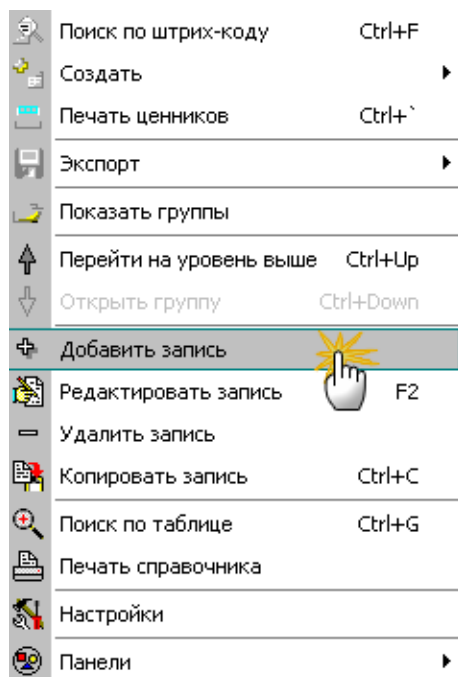 Поиск по штрих-коду Ctrl+F
Создать
Печать ценников Ctrl+`
Экспорт
Показать группы
Перейти на уровень выше Ctrl+Up
Открыть группу Ctrl+Down
Добавить запись
Редактировать запись F2
Удалить запись
Копировать запись Ctrl+C
Поиск по таблице Ctrl+G
Печать справочника
Настройки
Панели